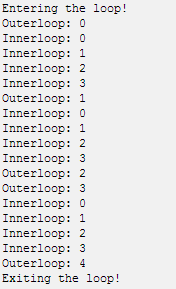 Entering the loop!
Outerloop: 0
Innerloop: 0
Innerloop: 1
Innerloop: 2
Innerloop: 3
Outerloop: 1
Innerloop: 0
Innerloop: 1
Innerloop: 2
Innerloop: 3
Outerloop: 2
Outerloop: 3
Innerloop: 0
Innerloop: 1
Innerloop: 2
Innerloop: 3
Outerloop: 4
Exiting the loop!